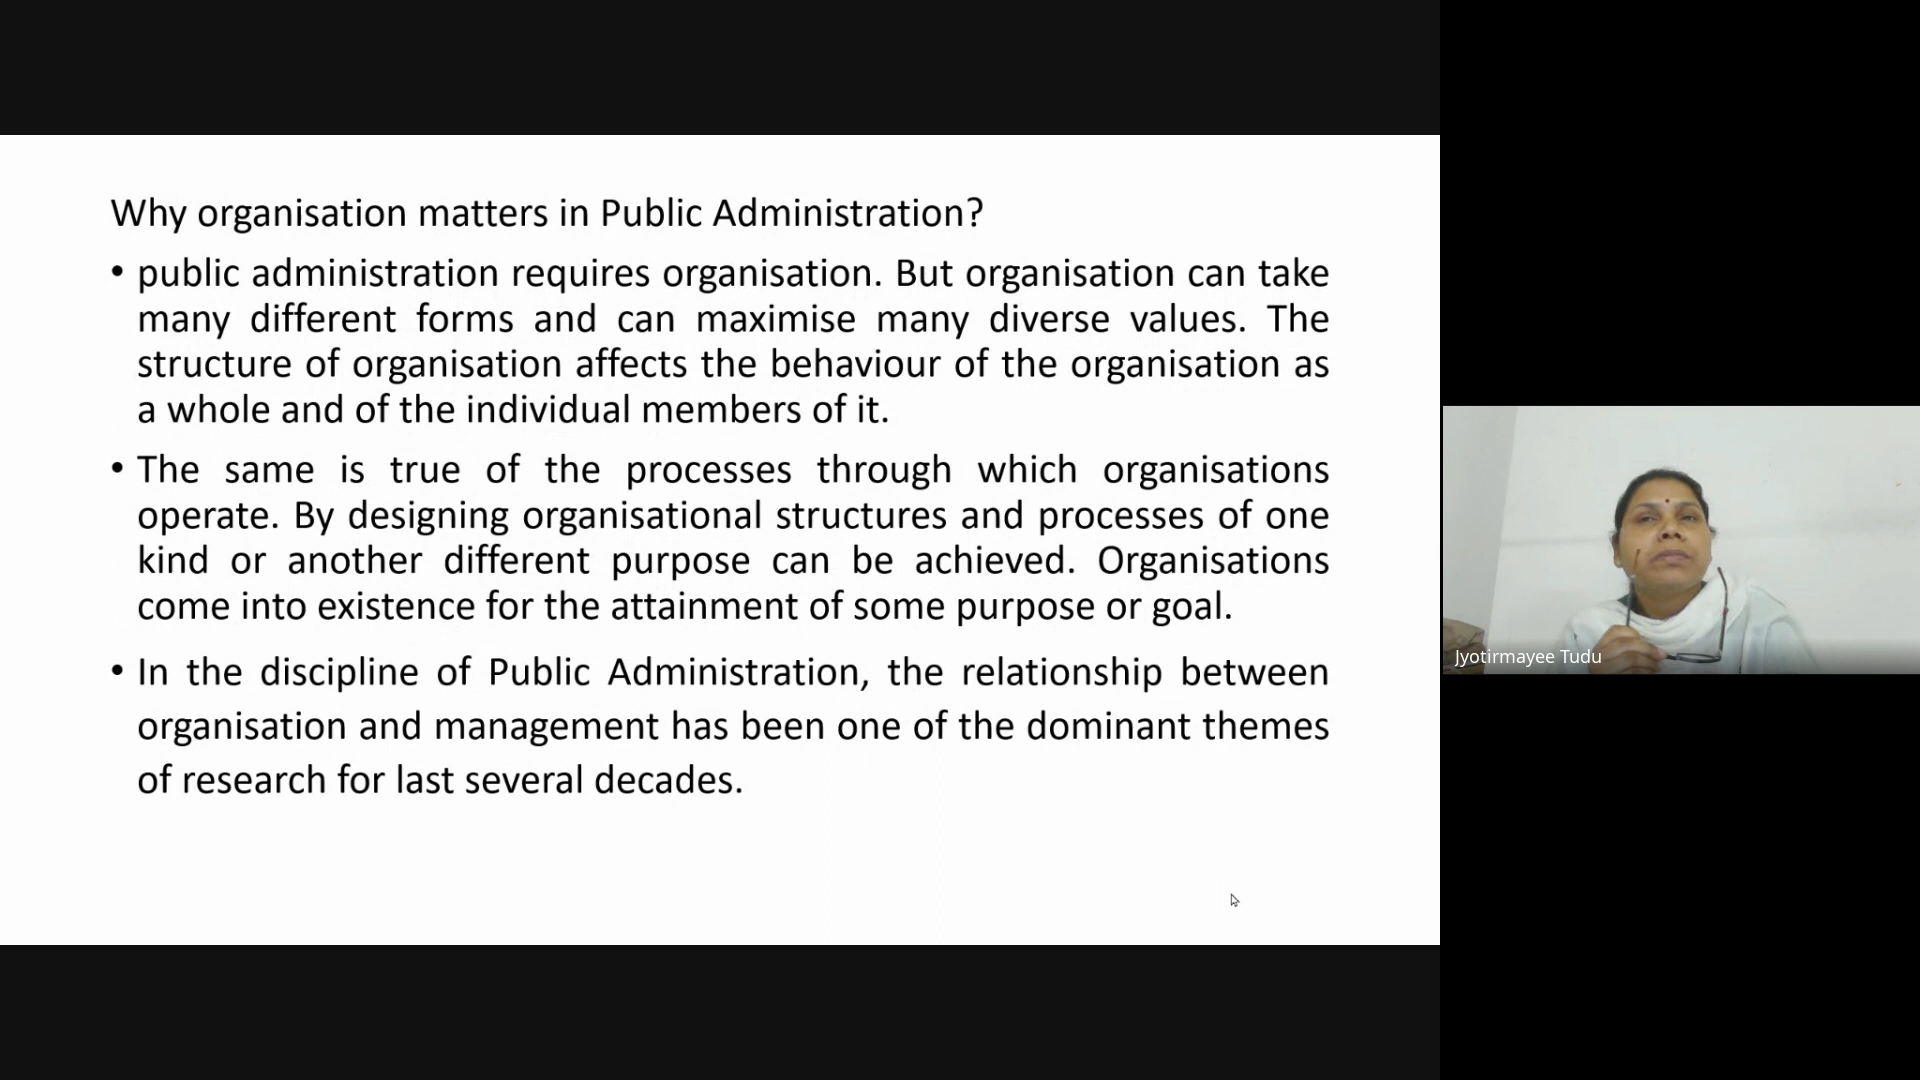 Why organisation matters in Public Administration?
• public administration requires organisation. But organisation can take
many different forms and can maximise many diverse values. The
structure of organisation affects the behaviour of the organisation as
a whole and of the individual members of it.
• The same is true of the processes through which organisations
operate. By designing organisational structures and processes of one
kind or another different purpose can be achieved. Organisations
come into existence for the attainment of some purpose or goal.
• In the discipline of Public Administration, the relationship between
organisation and management has been one of the dominant themes
of research for last several decades.
Jyotirmayee Tudu